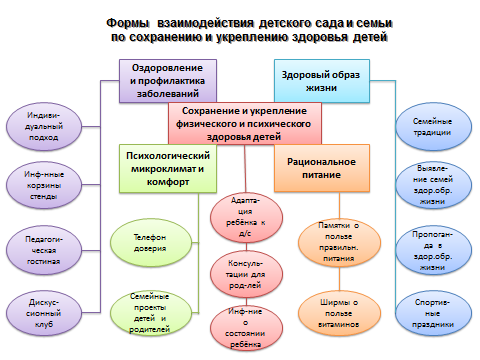 Формы взаимодействия детского сада и семьи
по сохранению и укреплению здоровья детей
Оздоровление
и профилактика
заболеваний
Здоровый образ
жизни
Сохранение и укрепление
физического и психического
здоровья детей
Психологический
микроклимат и
комфорт
Рациональное
питание
Индиви-
дуальный
подход
Инф-нные
корзины
стенды
Педагоги-
ческая
гостиная
Дискус-
сионный
клуб
Телефон
доверия
Семейные
проекты
детей и
родителей
Адапта-
ция
ребёнка к
д/с
Консуль-
тации для
род-лей
Инф-ние
о
состоянии
ребёнка
Памятки о
пользе
правильн.
питания
Ширмы о
пользе
витаминов
Семейные
традиции
Выявле-
ние семей
здор.обр.
жизни
Пропоган-
да в
здор.обр.
жизни
Спортив-
ные
праздники